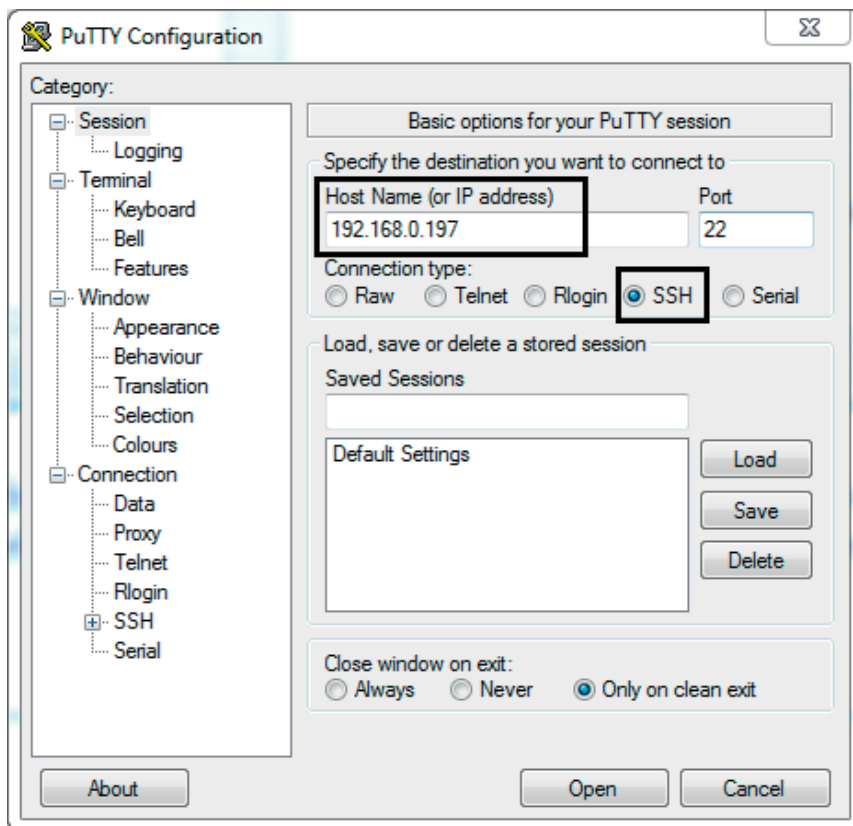 PuTTY Configuration
Category:
Session
Logging
Terminal
Keyboard
Bell
Features
Window
Appearance
Behaviour
Translation
Selection
Colours
Connection
Data
Proxy
Telnet
Rlogin
SSH
Serial
Basic options for your PuTTY session
Specify the destination you want to connect to
Host Name (or IP address) Port
192.168.0.197 22
Connection type:
Raw Telnet Rlogin SSH Serial
Load, save or delete a stored session
Saved Sessions
Default Settings
Load
Save
Delete
Close window on exit:
Always Never Only on clean exit
About Open Cancel